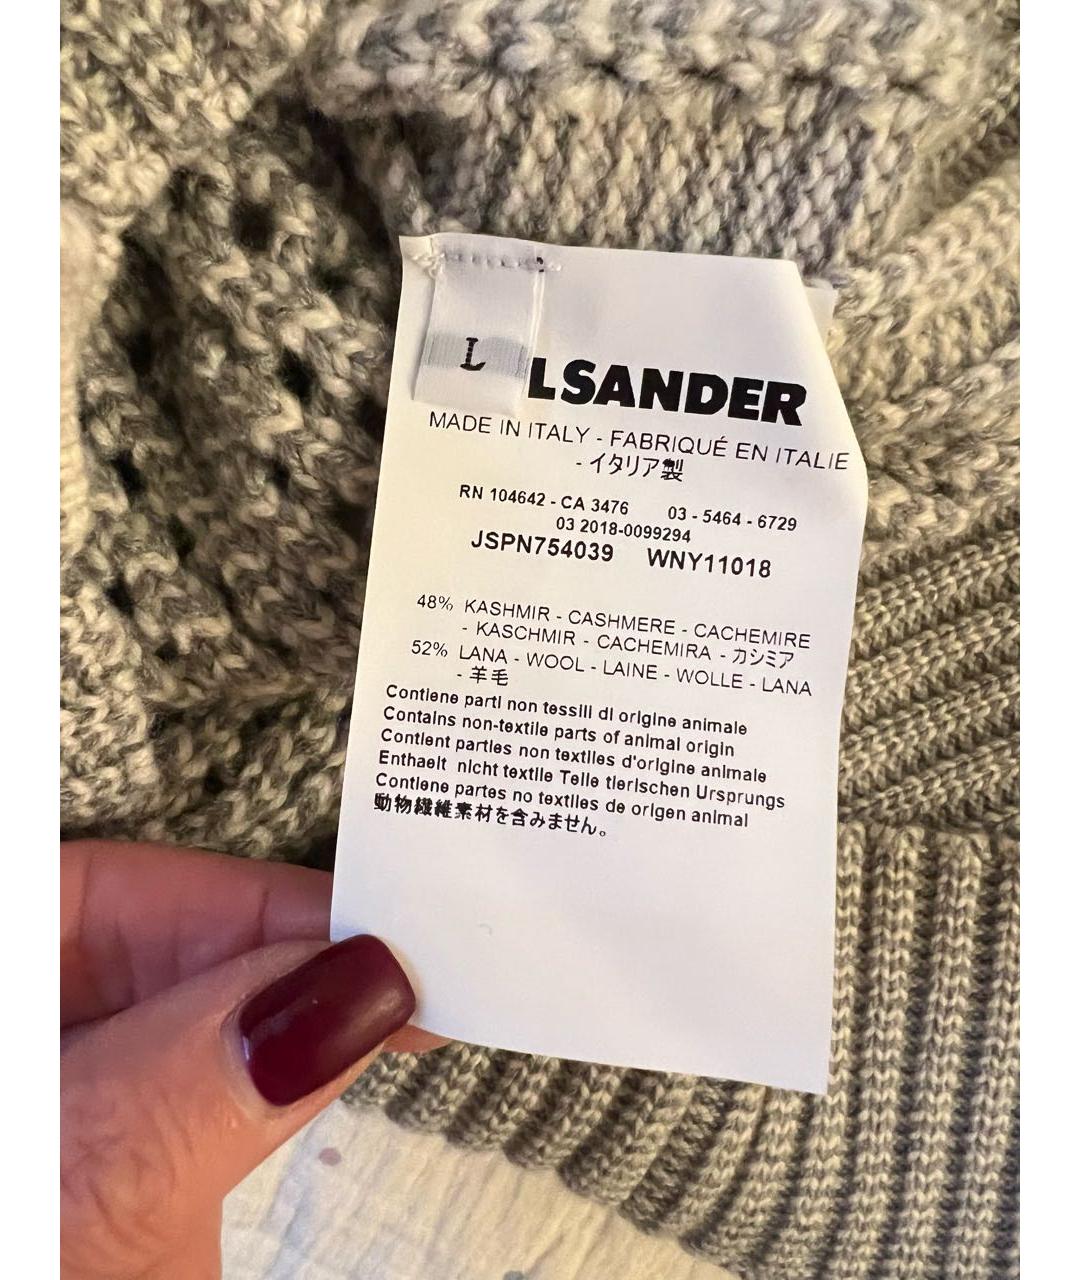 L
LSANDER
MADE IN ITALY - FABRIQUÉ EN ITALIE
- イタリア製
RN 104642 - CA 3476 03 - 5464 - 6729
03 2018-0099294
JSPN754039 WNY11018
48% KASHMIR - CASHMERE - CACHEMIRE
- KASCHMIR - CACHEMIRA - カシミア
52% LANA - WOOL - LAINE - WOLLE - LANA
- 羊毛
Contiene parti non tessili di origine animale
Contains non-textile parts of animal origin
Contient parties non textiles d'origine animale
Enthaelt nicht textile Teile tierischen Ursprungs
Contiene partes no textiles de origen animal
動物繊維素材を含みません。